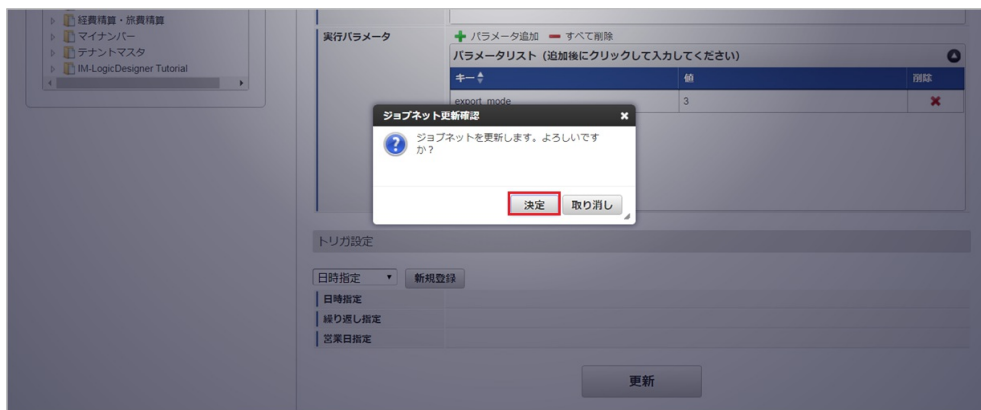 経費精算・旅費精算
マイナンバー
テナントマスタ
IM-LogicDesigner Tutorial
実行パラメータ
パラメータ追加 すべて削除
パラメータリスト（追加後にクリックして入力してください）
キー 値 削除
export_mode 3
ジョブネット更新確認
ジョブネットを更新します。よろしいです
か？
決定 取り消し
トリガ設定
日時指定 新規登録
日時指定
繰り返し指定
営業日指定
更新